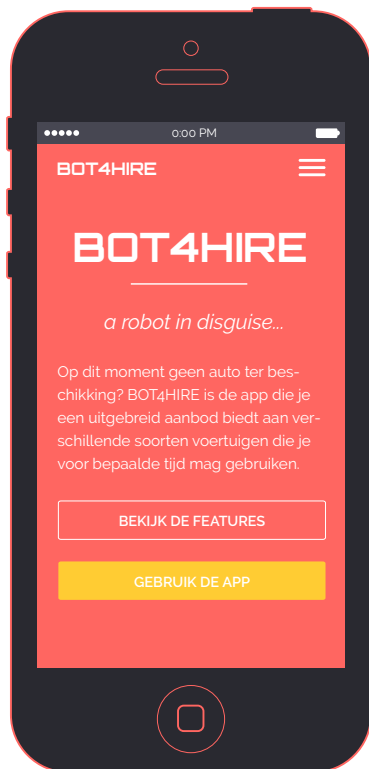 0:00 PM
BOT4HIRE
BOT4HIRE
a robot in disguise...
Op dit moment geen auto ter bes-
chikking? BOT4HIRE is de app die je
een uitgebreid aanbod biedt aan ver-
schillende soorten voertuigen die je
voor bepaalde tijd mag gebruiken.
BEKIJK DE FEATURES
GEBRUIK DE APP